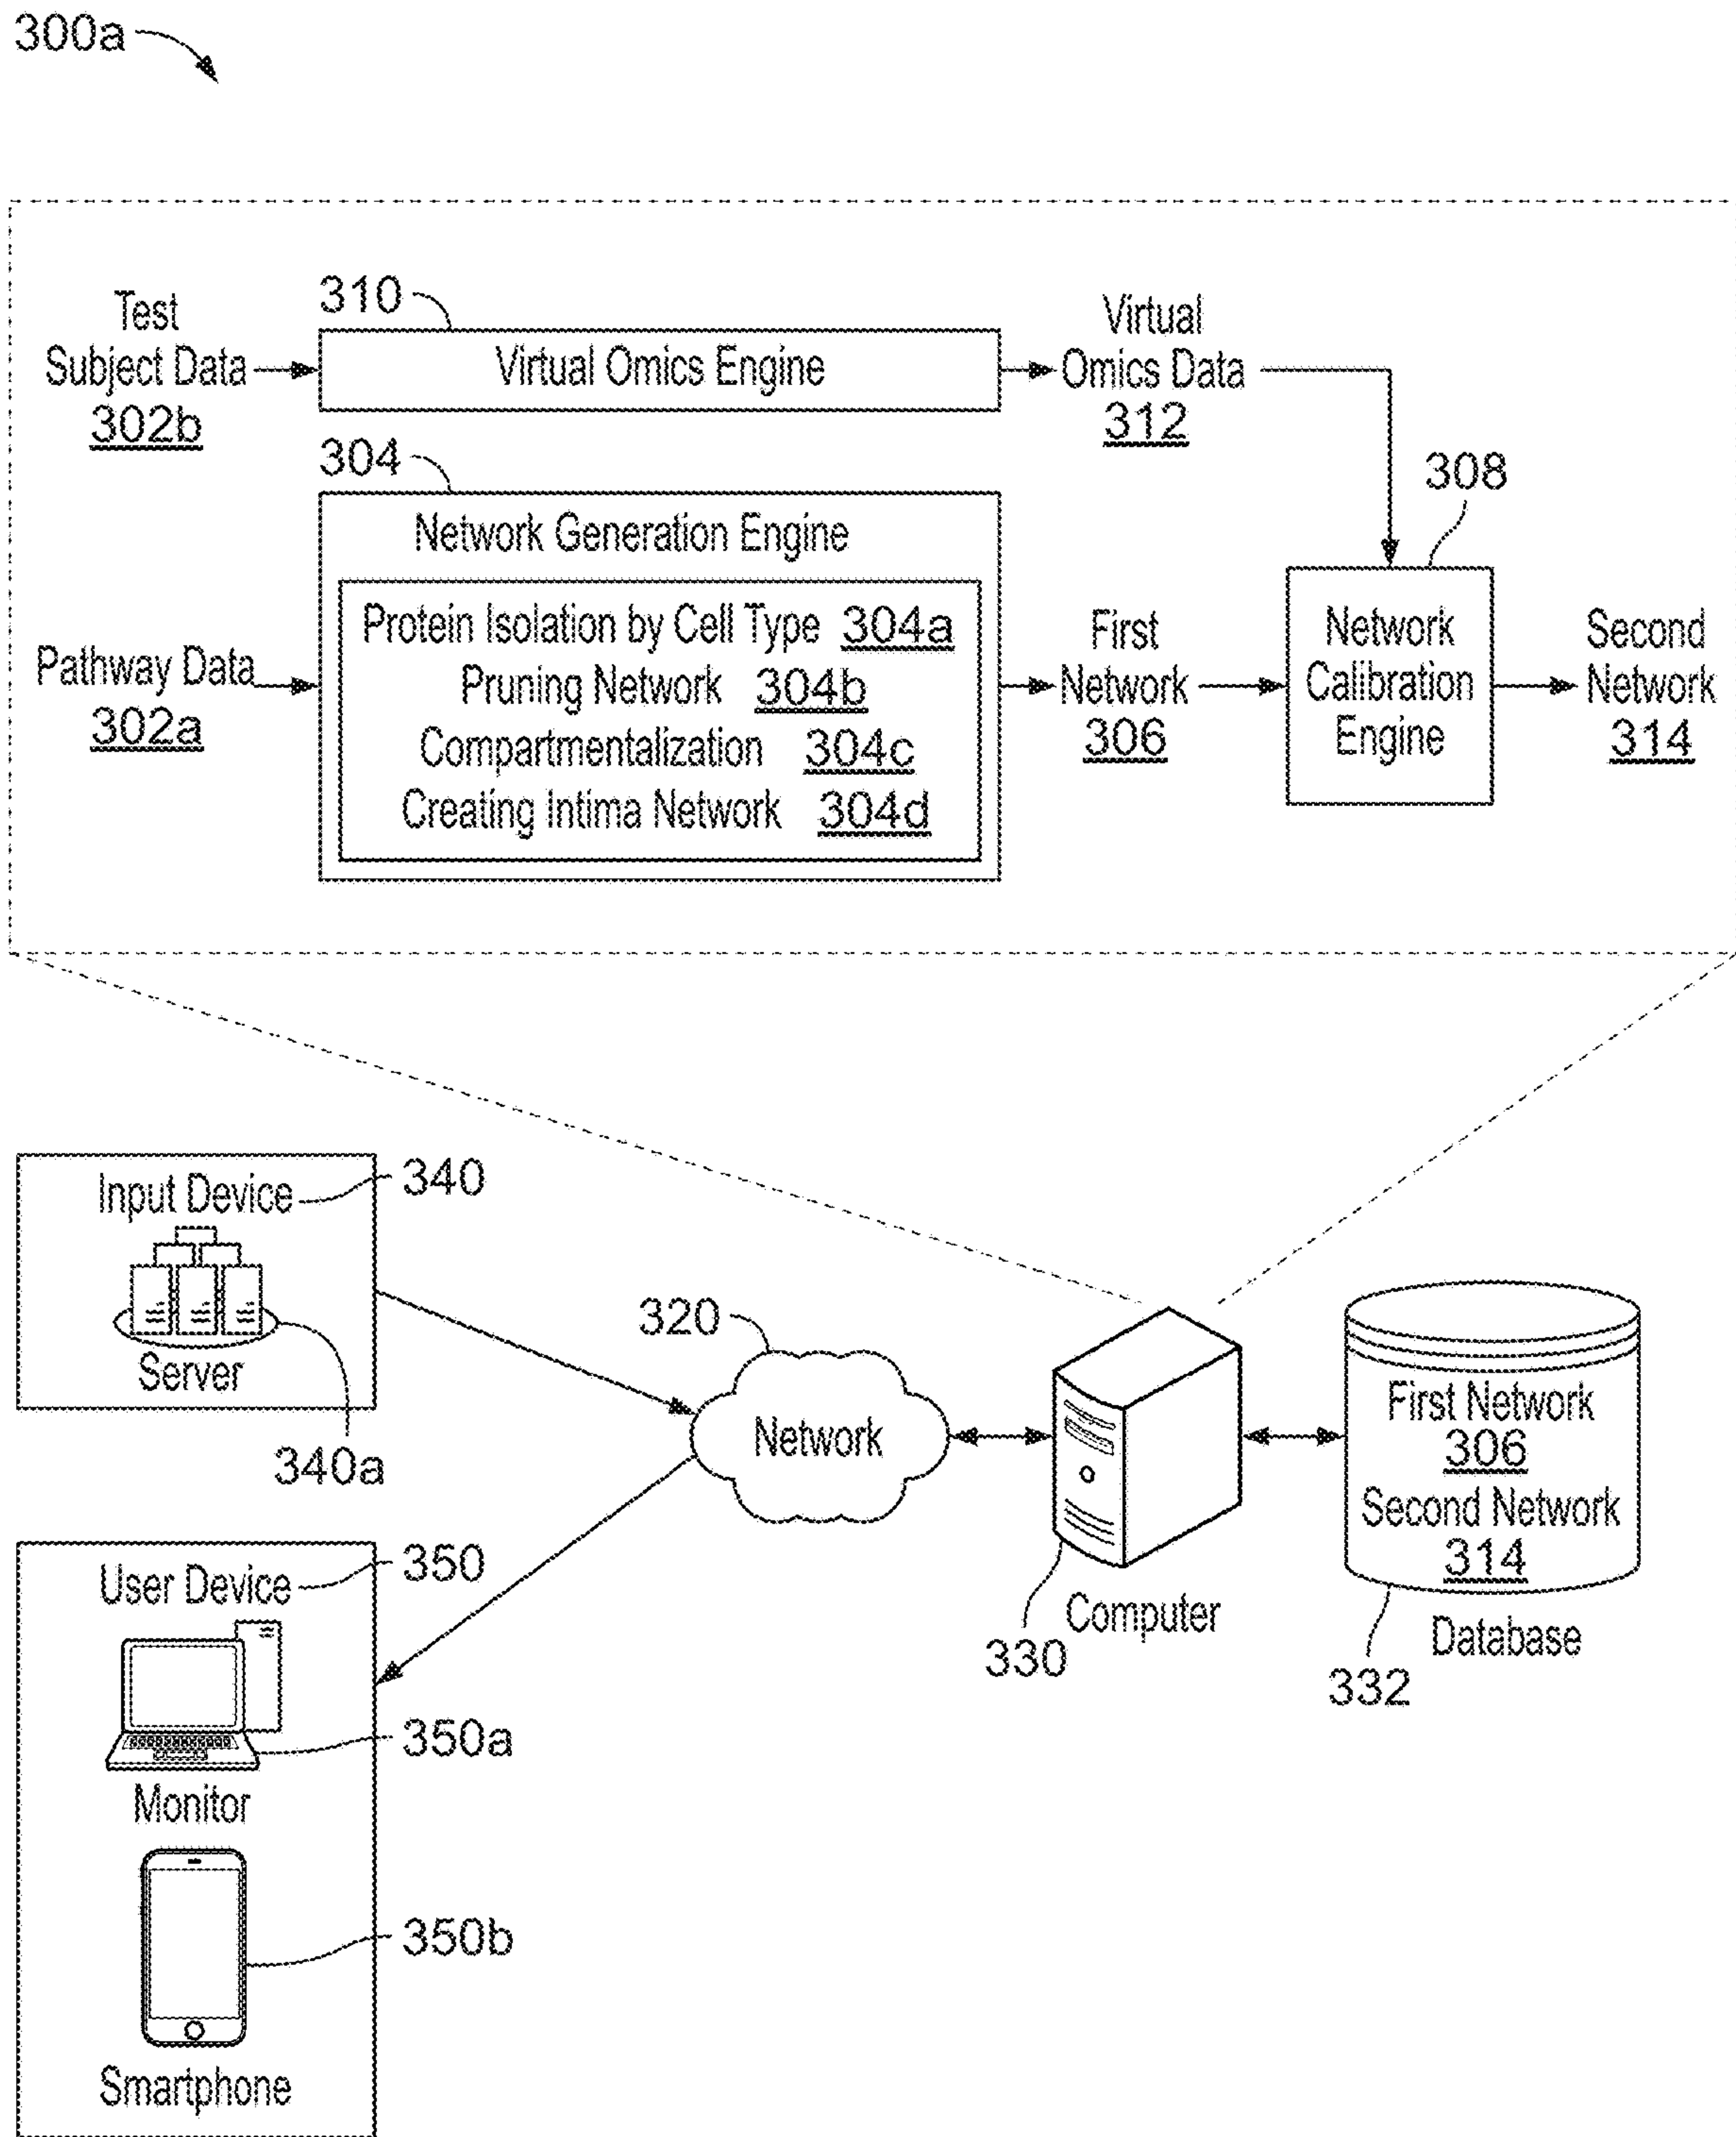 300a
310
Test
Subject Data
302b
Virtual Omics Engine
Virtual
Omics Data
312
304
308
Network Generation Engine
Protein Isolation by Cell Type 304a
Pruning Network 304b
Compartmentalization 304c
Creating Intima Network 304d
Pathway Data
302a
First
Network
306
Network
Calibration
Engine
Second
Network
314
Input Device
340
Server
340a
320
Network
First Network
306
Second Network
314
330
Computer
332
Database
User Device
350
350a
Monitor
350b
Smartphone